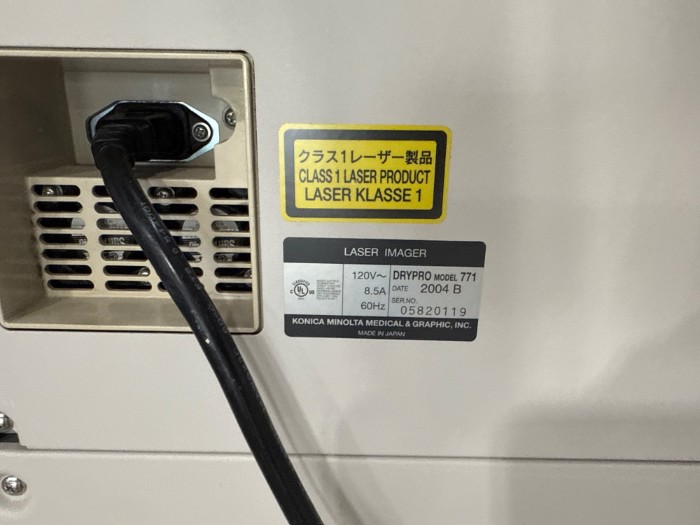 クラス1レーザー製品
CLASS 1 LASER PRODUCT
LASER KLASSE 1
LASER IMAGER
120V～
8.5A
60Hz
DRYPRO MODEL 771
DATE 2004 B
SER.NO.
05820119
C UL US
KONICA MINOLTA MEDICAL & GRAPHIC, INC.
MADE IN JAPAN